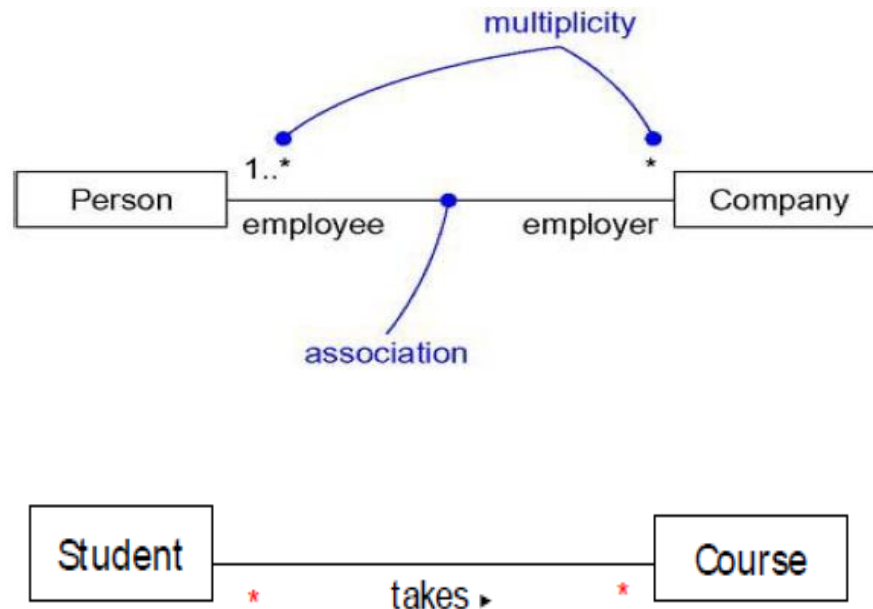 multiplicity
1..* *
Person Company
employee employer
association
Student Course
* takes ▸ *